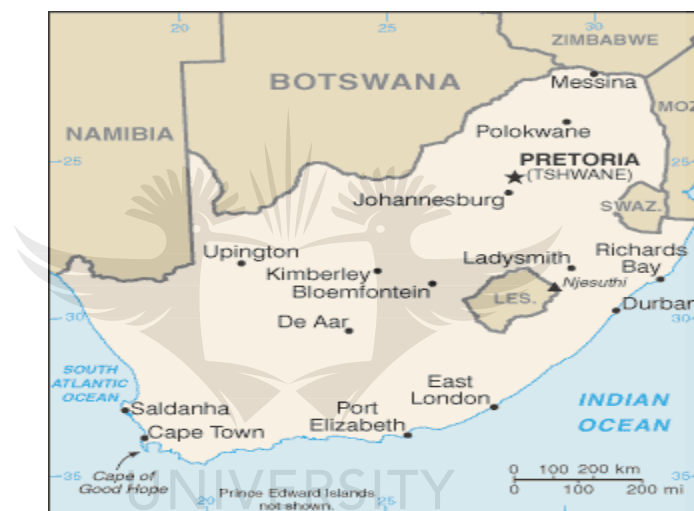 20
30
ZIMBABWE
BOTSWANA
Messina
MOZ
NAMIBIA
Polokwane
25
25
PRETORIA
(TSHWANE)
Johannesburg
SWAZ.
Upington
Ladysmith
Richards
Bay
Kimberley
Njesuthi
Bloemfontein
LES.
Durban
30
30
De Aar
SOUTH
ATLANTIC
OCEAN
East
London
INDIAN
OCEAN
Saldanha
Port
Elizabeth
Cape Town
Cape of
Good Hope
0 100 200 km
0 100 200 mi
35
35
UNIVERSITY
Prince Edward Islands
not shown.
20
25